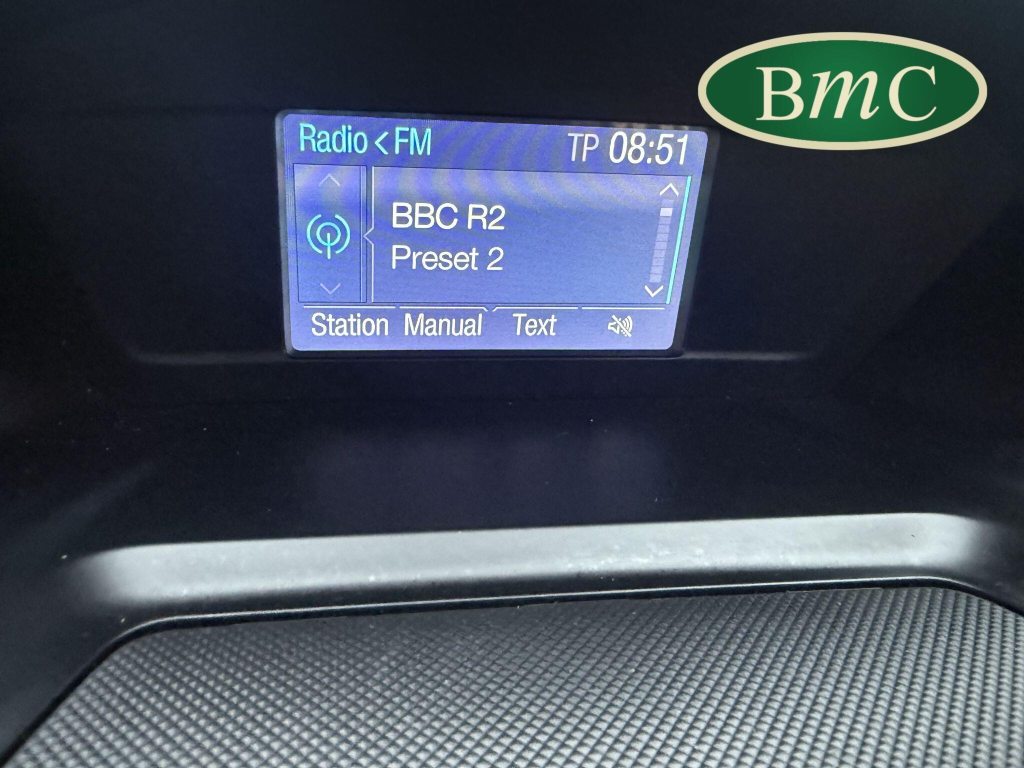 BmC
Radio < FM TP 08:51
BBC R2
Preset 2
Station Manual Text